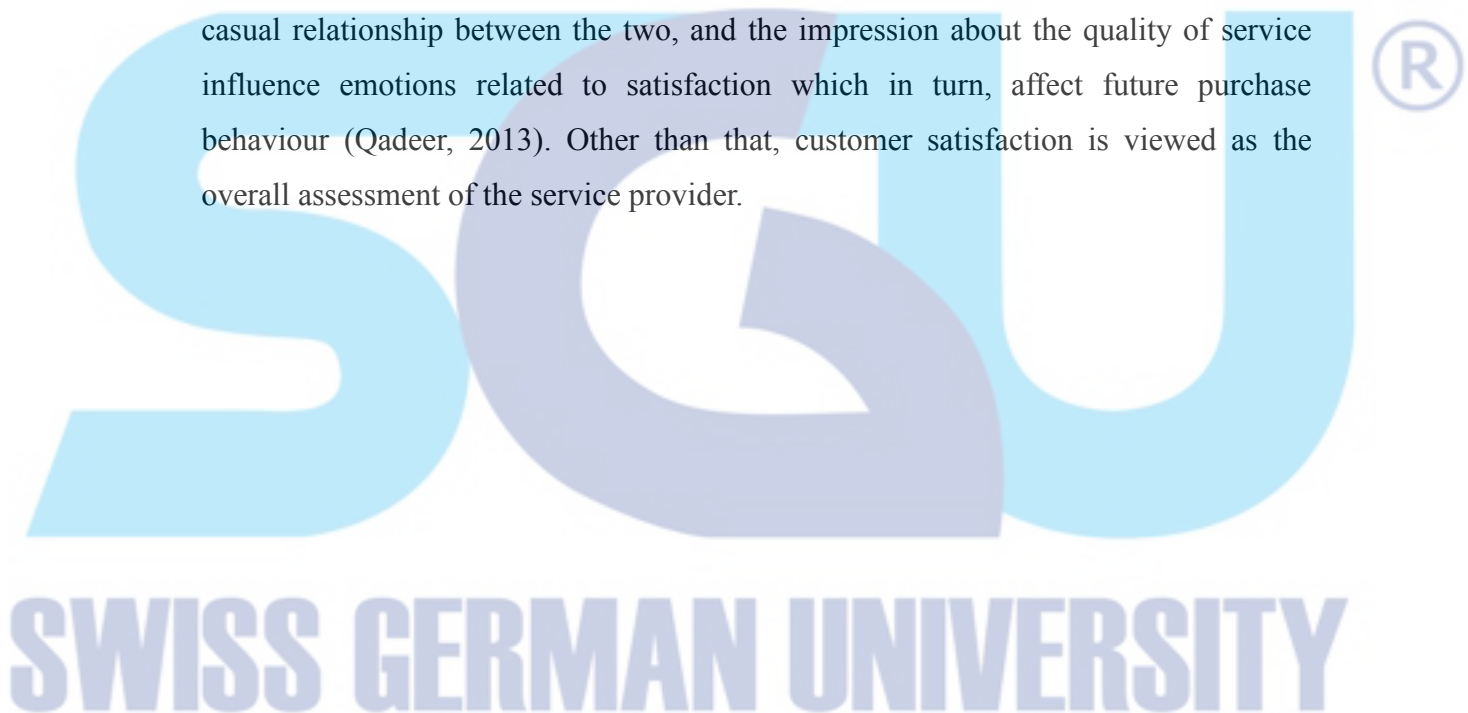 casual relationship between the two, and the impression about the quality of service
influence emotions related to satisfaction which in turn, affect future purchase
behaviour (Qadeer, 2013). Other than that, customer satisfaction is viewed as the
overall assessment of the service provider.
SGU ®
SWISS GERMAN UNIVERSITY